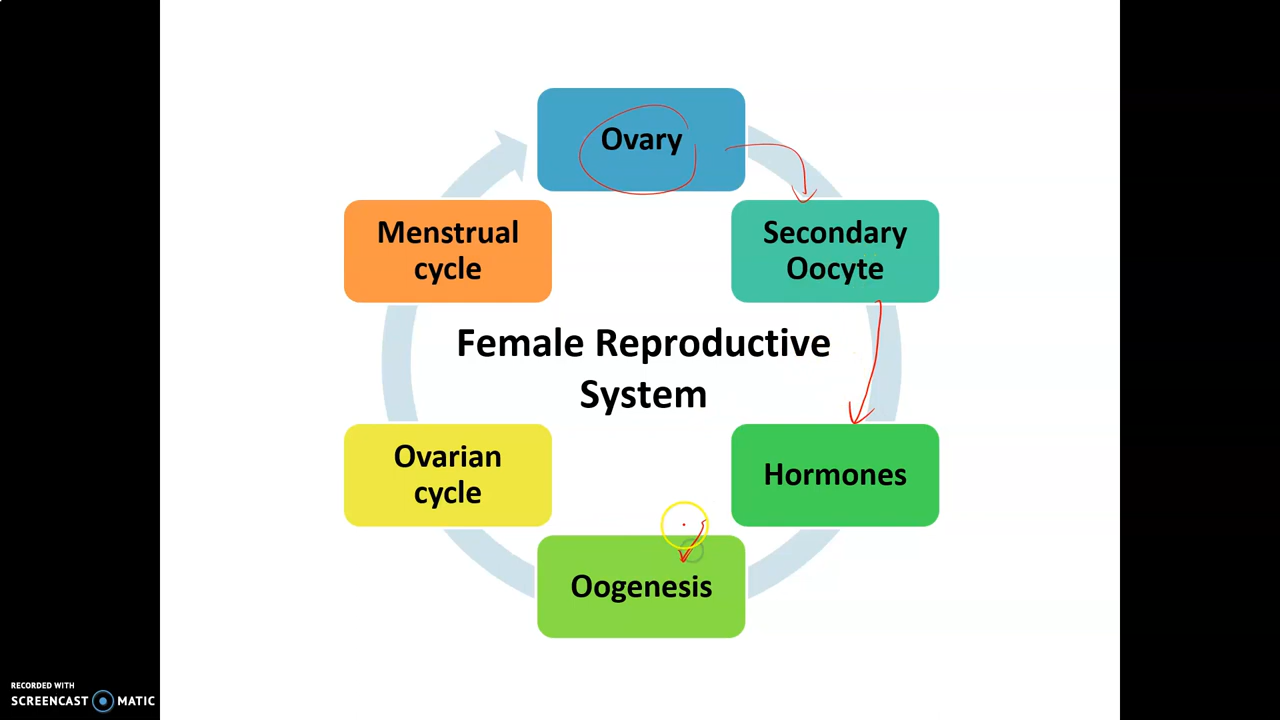 Ovary
Secondary
Oocyte
Hormones
Oogenesis
Ovarian
cycle
Menstrual
cycle
Female Reproductive
System
RECORDED WITH
SCREENCAST MATIC